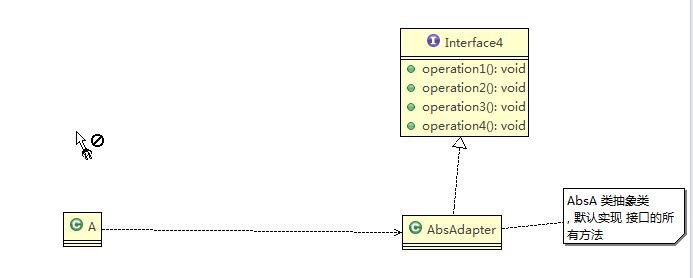 I Interface4
operation1(): void
operation2(): void
operation3(): void
operation4(): void
C A
C AbsAdapter
AbsA 类抽象类
, 默认实现 接口的所
有方法